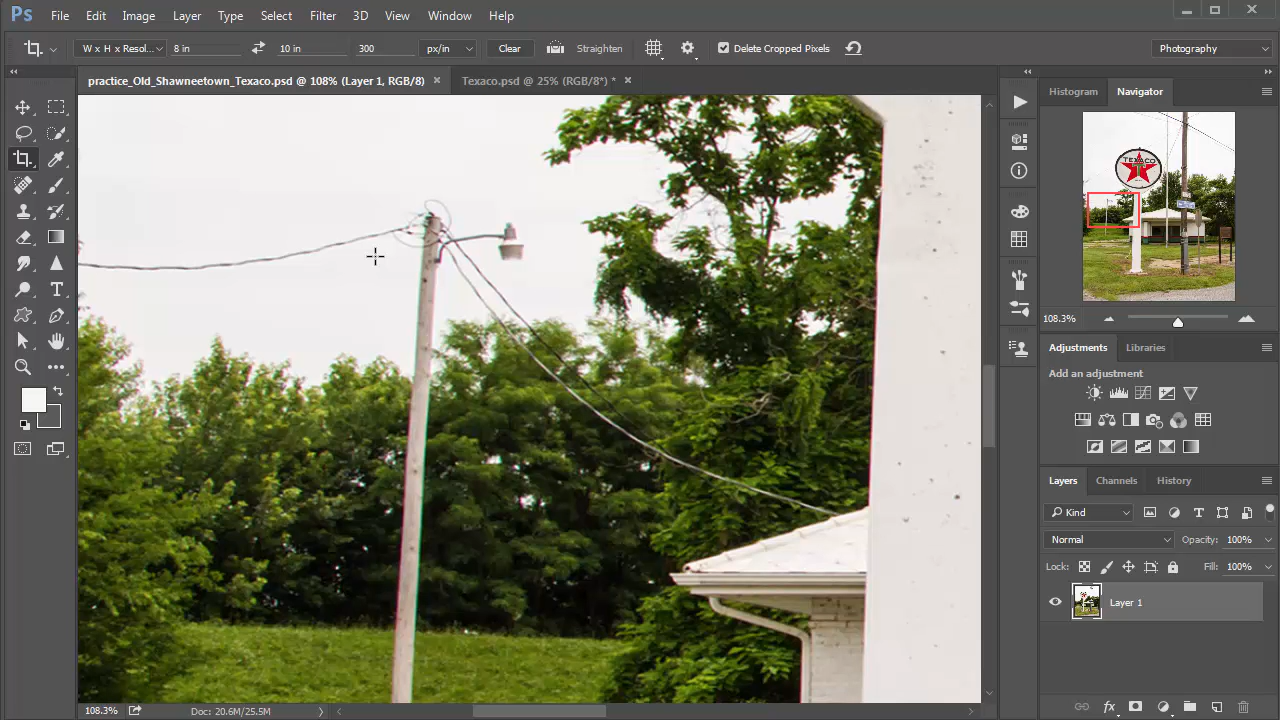 Ps File Edit Image Layer Type Select Filter 3D View Window Help
W x H x Resol... 8 in 10 in 300 px/in Clear Straighten Delete Cropped Pixels Photography
practice_Old_Shawneetown_Texaco.psd @ 108% (Layer 1, RGB/8) × Texaco.psd @ 25% (RGB/8*) * ×
Histogram Navigator
TEXACO
108.3%
Adjustments Libraries
Add an adjustment
Layers Channels History
Kind
Normal Opacity: 100%
Lock: Fill: 100%
Layer 1
108.3% Doc: 20.6M/25.5M